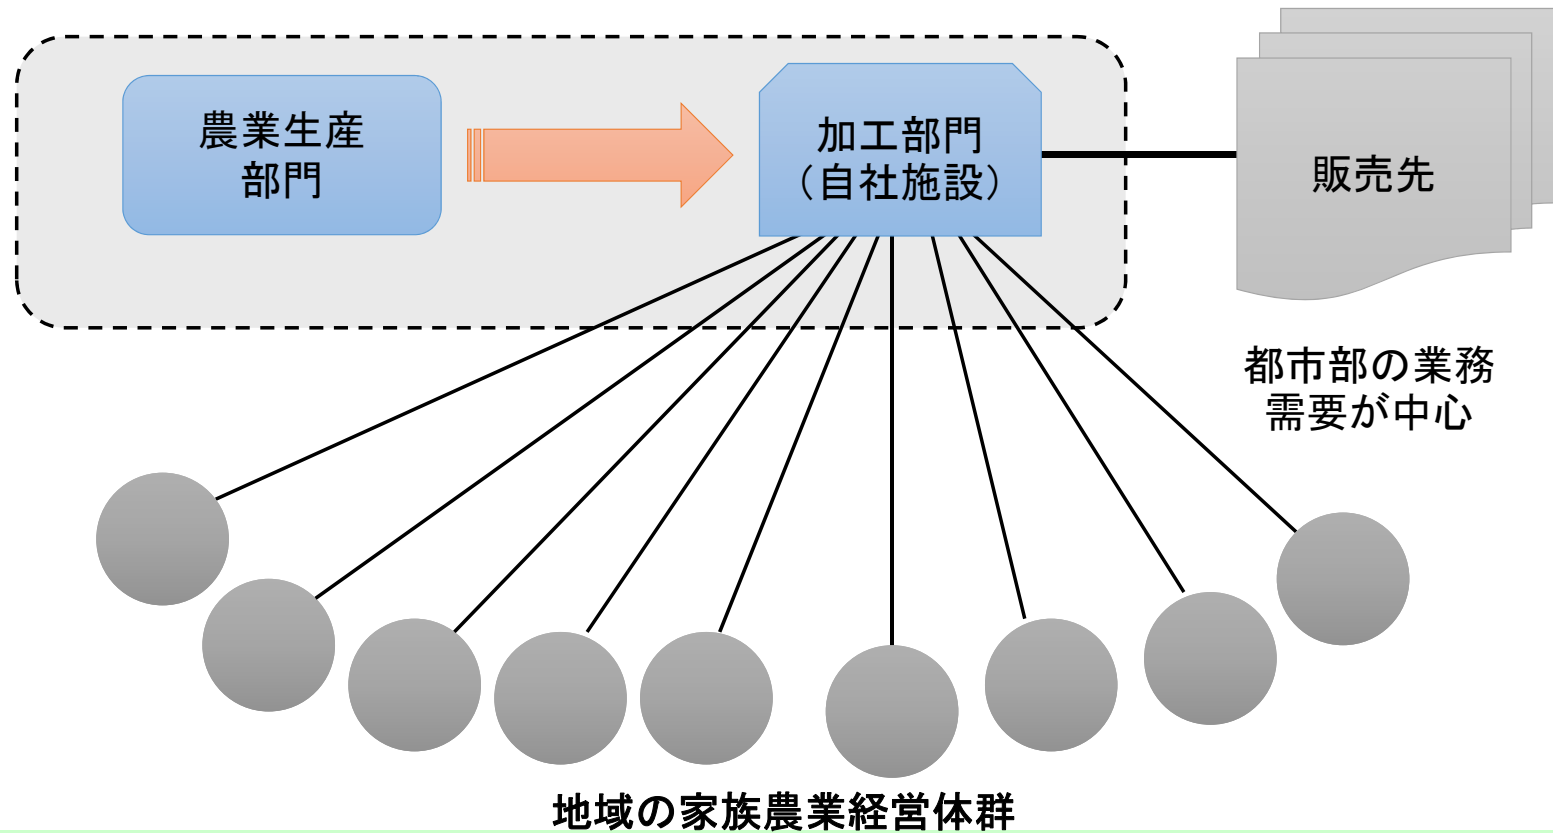 農業生産
部門
加工部門
（自社施設）
販売先
都市部の業務
需要が中心
地域の家族農業経営体群